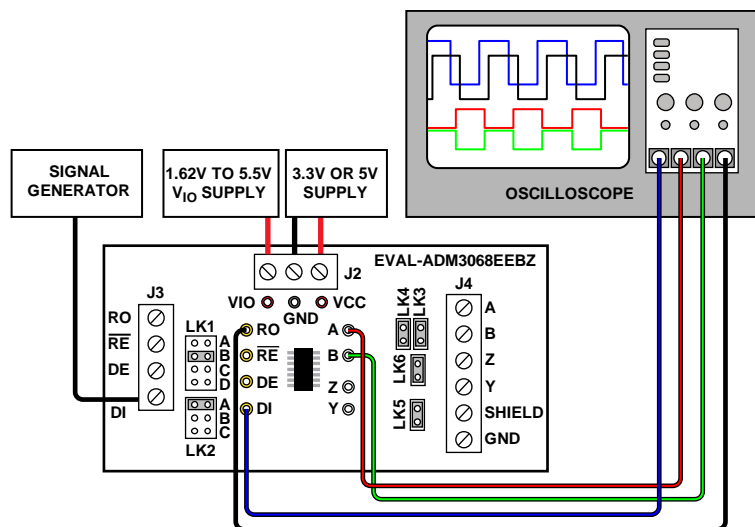 OSCILLOSCOPE
SIGNAL
GENERATOR
1.62V TO 5.5V
VIO SUPPLY
3.3V OR 5V
SUPPLY
EVAL-ADM3068EEBZ
J2
VIO
GND
VCC
J3
RO
RE
DE
DI
LK1
A
B
C
D
A
B
C
LK2
RO
RE
DE
DI
A
B
Z
Y
LK4
LK3
LK6
LK5
J4
A
B
Z
Y
SHIELD
GND